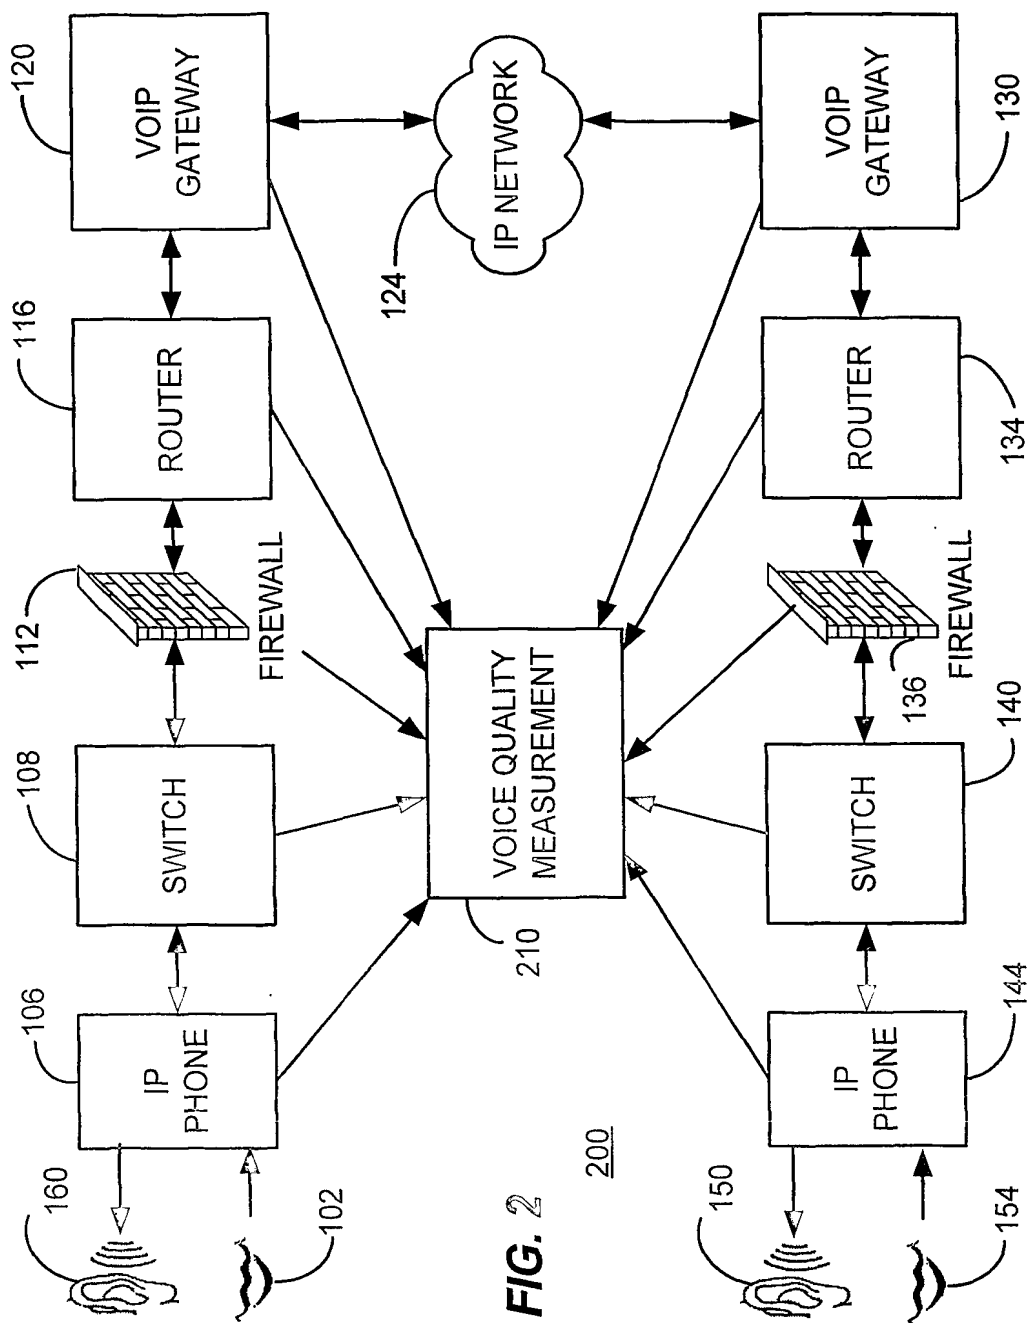 160
102
106
IP
PHONE
108
SWITCH
112
FIREWALL
116
ROUTER
120
VOIP
GATEWAY
124
IP NETWORK
210
VOICE QUALITY
MEASUREMENT
FIG. 2
200
150
154
144
IP
PHONE
140
SWITCH
136
FIREWALL
134
ROUTER
130
VOIP
GATEWAY